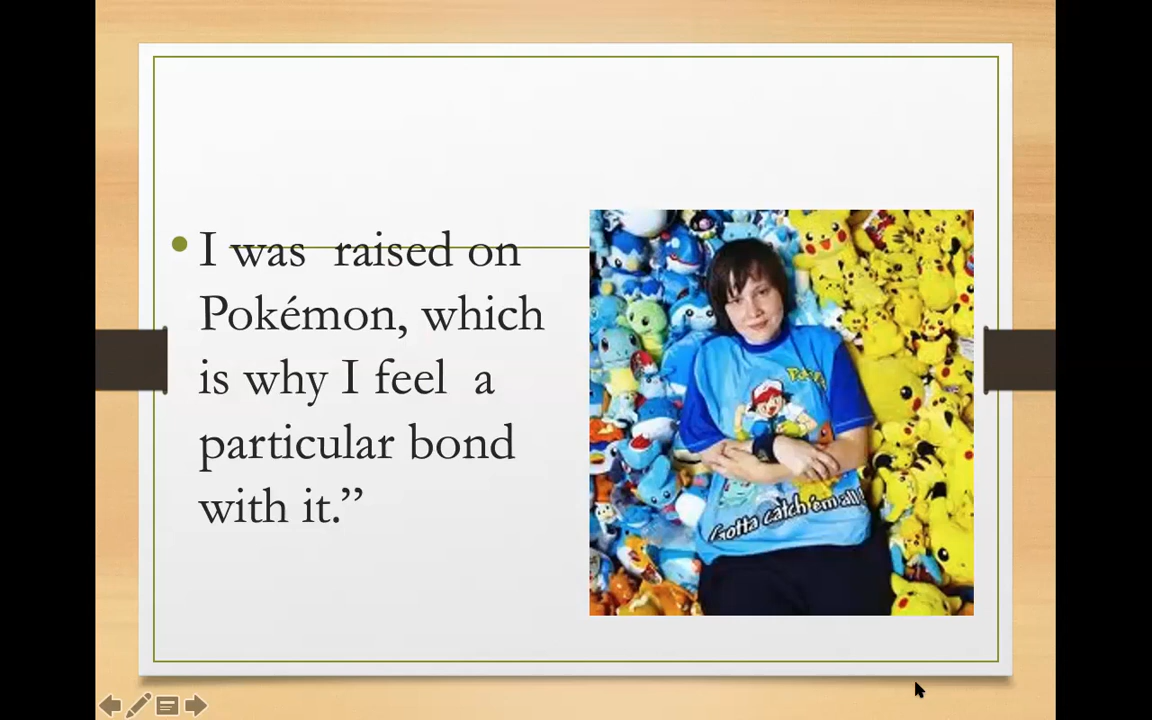 I was raised on
Pokémon, which
is why I feel a
particular bond
with it.”
Gotta catch 'em all!